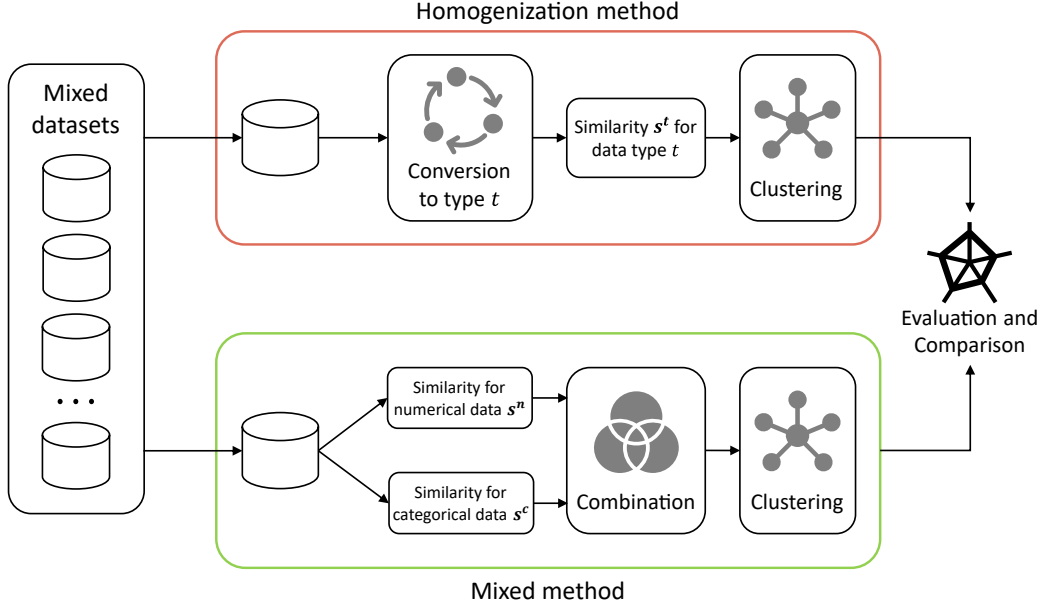 Homogenization method
Mixed
datasets
. . .
Conversion
to type t
Similarity s^t for
data type t
Clustering
Evaluation and
Comparison
Similarity for
numerical data s^n
Similarity for
categorical data s^c
Combination
Clustering
Mixed method